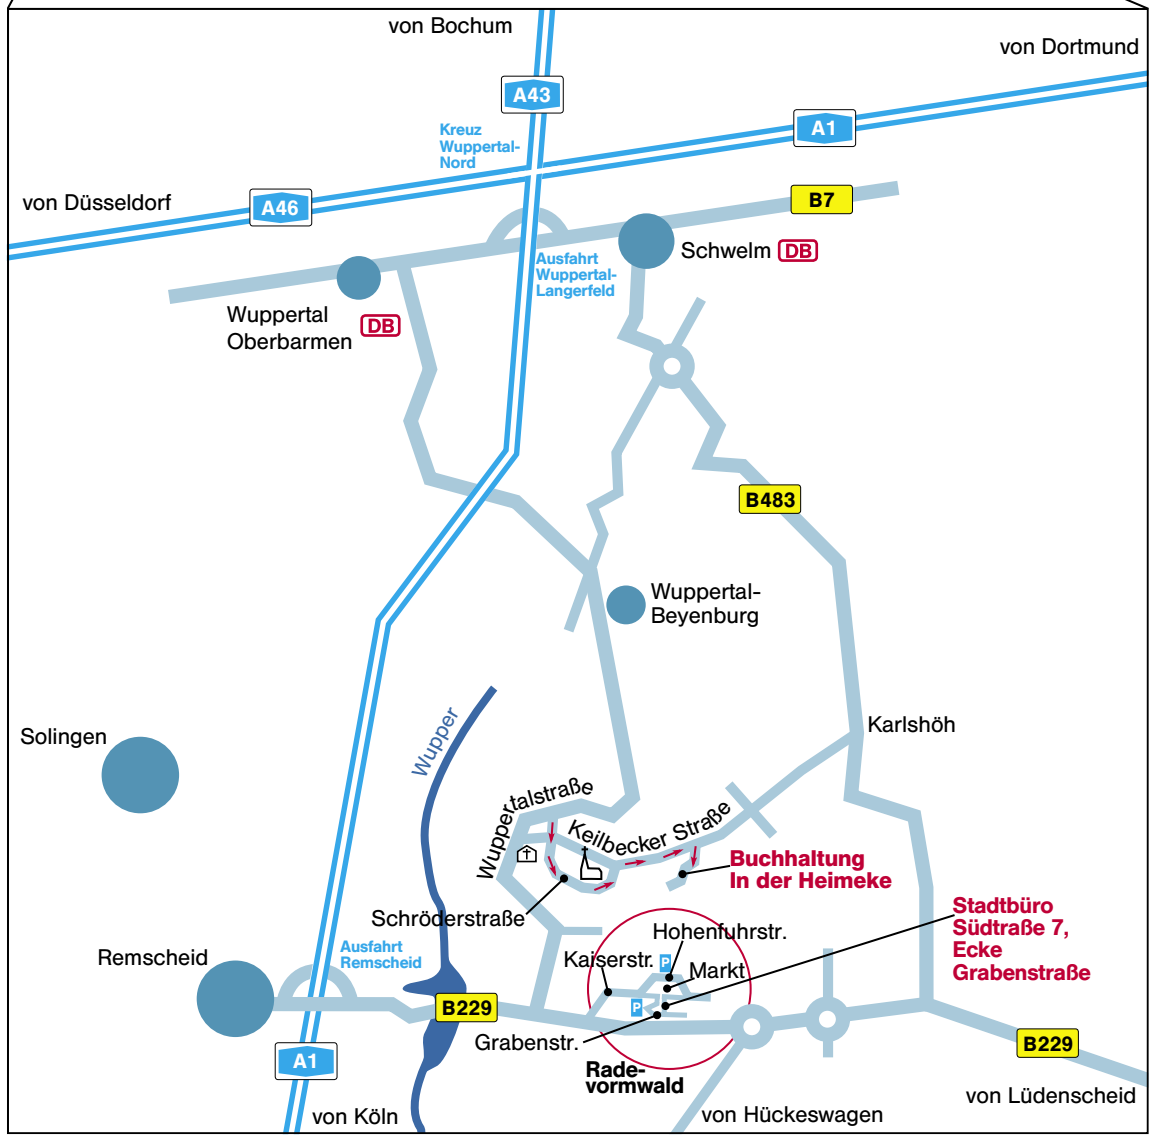 von Bochum
von Dortmund
A43
A1
Kreuz
Wuppertal-
Nord
von Düsseldorf
A46
B7
Schwelm DB
Ausfahrt
Wuppertal-
Langerfeld
Wuppertal
Oberbarmen DB
B483
Wuppertal-
Beyenburg
Solingen
Wupper
Karlshöh
Wuppertalstraße
Keilbecker Straße
Buchhaltung
In der Heimeke
Schröderstraße
Stadtbüro
Südtraße 7,
Ecke
Grabenstraße
Remscheid
Ausfahrt
Remscheid
Hohenfuhrstr.
Kaiserstr.
P
Markt
P
B229
Grabenstr.
B229
A1
Rade-
vormwald
von Lüdenscheid
von Köln
von Hückeswagen